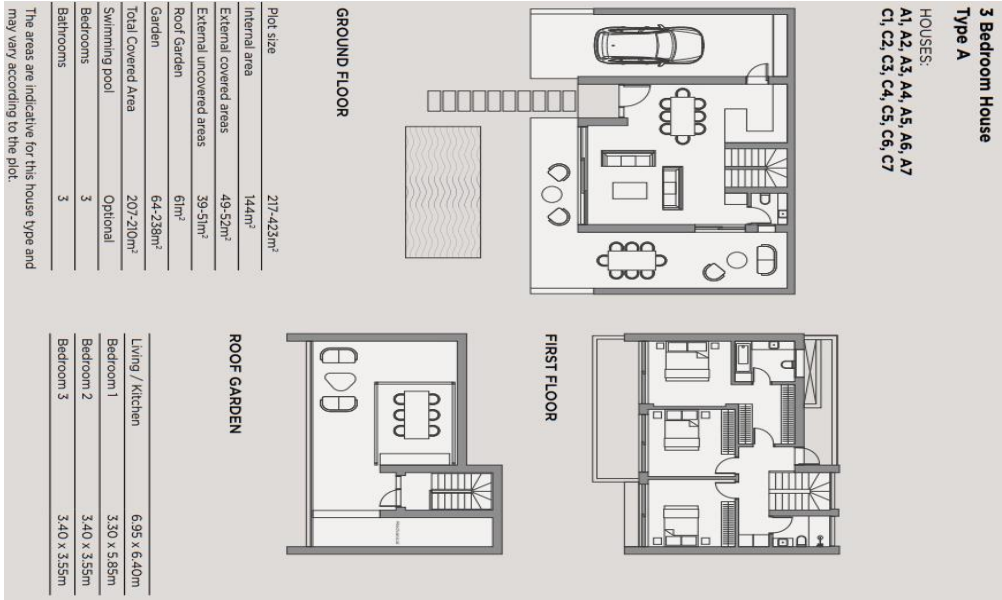 3 Bedroom House
Type A
HOUSES:
A1, A2, A3, A4, A5, A6, A7
C1, C2, C3, C4, C5, C6, C7
GROUND FLOOR
FIRST FLOOR
ROOF GARDEN
Mechanical
Plot size 217-423m²
Internal area 144m²
External covered areas 49-52m²
External uncovered areas 39-51m²
Roof Garden 61m²
Garden 64-238m²
Total Covered Area 207-210m²
Swimming pool Optional
Bedrooms 3
Bathrooms 3
The areas are indicative for this house type and
may vary according to the plot.
Living / Kitchen 6.95 x 6.40m
Bedroom 1 3.30 x 5.85m
Bedroom 2 3.40 x 3.55m
Bedroom 3 3.40 x 3.55m